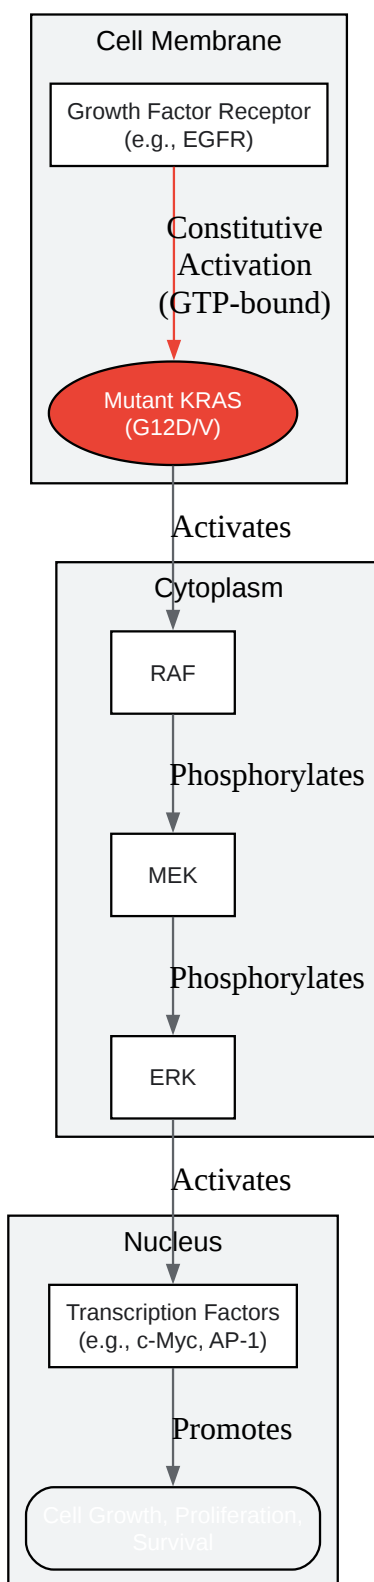 Cell Membrane
Growth Factor Receptor
(e.g., EGFR)
Constitutive
Activation
(GTP-bound)
Mutant KRAS
(G12D/V)
Activates
Cytoplasm
RAF
Phosphorylates
MEK
Phosphorylates
ERK
Activates
Nucleus
Transcription Factors
(e.g., c-Myc, AP-1)
Promotes
Cell Growth, Proliferation,
Survival